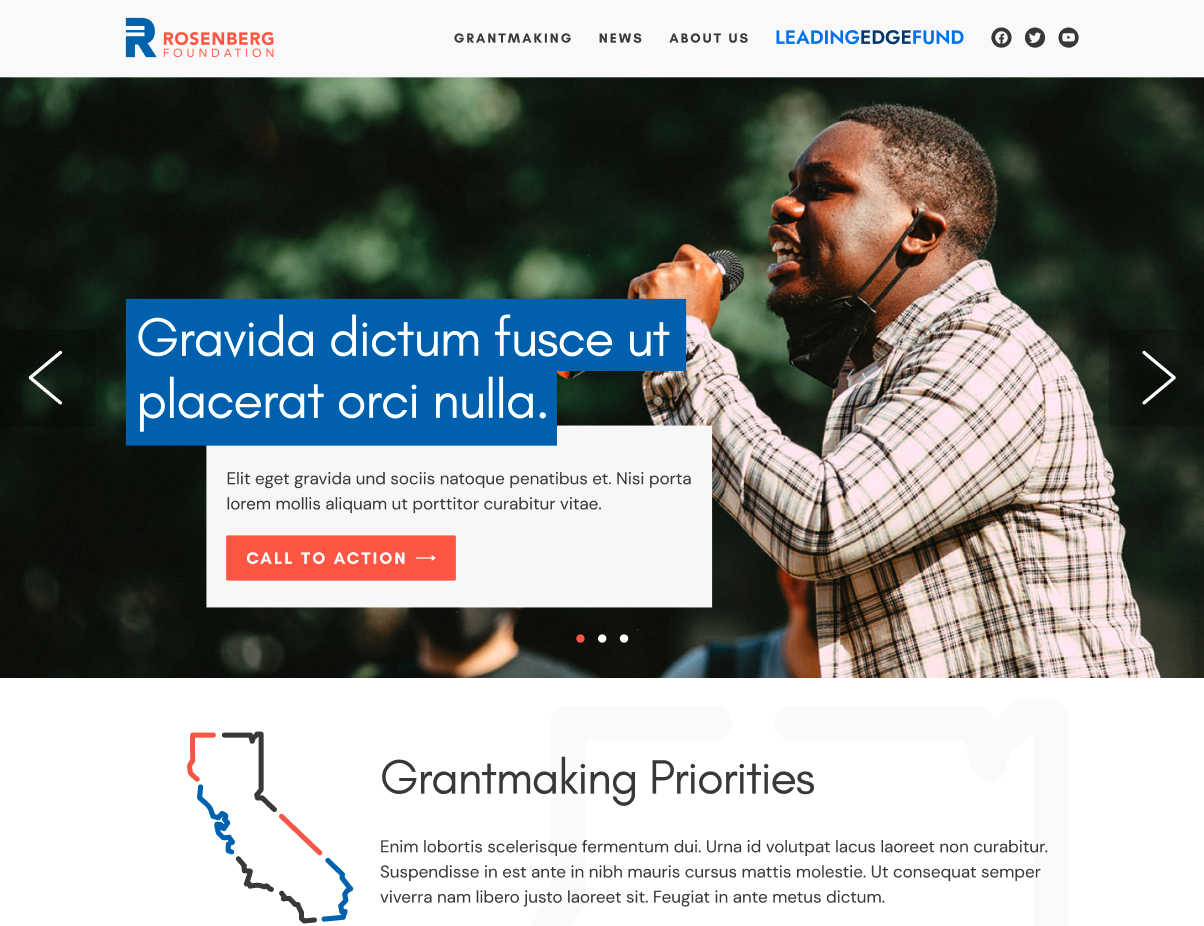 ROSENBERG
FOUNDATION
GRANTMAKING
NEWS
ABOUT US
LEADINGEDGEFUND
Gravida dictum fusce ut
placerat orci nulla.
Elit eget gravida und sociis natoque penatibus et. Nisi porta
lorem mollis aliquam ut porttitor curabitur vitae.
CALL TO ACTION →
Grantmaking Priorities
Enim lobortis scelerisque fermentum dui. Urna id volutpat lacus laoreet non curabitur.
Suspendisse in est ante in nibh mauris cursus mattis molestie. Ut consequat semper
viverra nam libero justo laoreet sit. Feugiat in ante metus dictum.